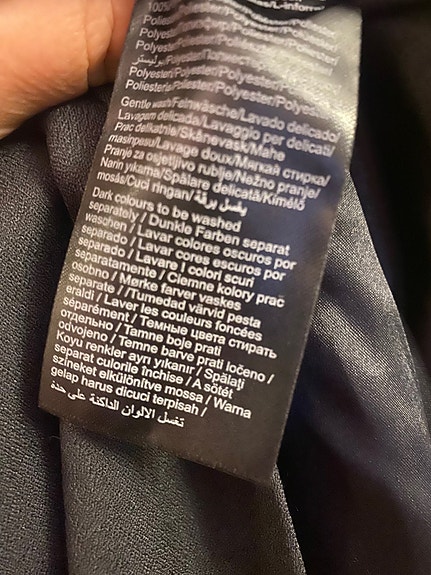 100%
Polyester/Polyester/Polyester
Polyester/Polyester/Polyester
Polyester/Polyester/Polyester
Polyester/Polyester/Polyester
Gentle wash/Feinwäsche/Lavado delicado/
Lavagem delicada/Lavaggio per delicati/
Prac delikatnie/Skånevask/Mahe
masinpesu/Lavage doux/Мягкая стирка/
Pranje za osjetljivo rublje/Nežno pranje/
Narin yıkama/Spălare delicată/Kímélő
mosás/Cuci ringan/يغسل برقة
Dark colours to be washed
separately / Dunkle Farben separat
waschen / Lavar colores oscuros por
separado / Lavar cores escuros por
separado / Lavare I colori scuri
separatamente / Ciemne kolory prać
osobno / Mørke farver vaskes
separate / Tumedad värvid pesta
eraldi / Laver les couleurs foncées
séparément / Темные цвета стирать
отдельно / Tamne boje prati
odvojeno / Temne barve prati ločeno /
Koyu renkler ayrı yıkanır / Spălaţi
separat culorile închise / A sötét
színeket elkülönítve mossa / Warna
gelap harus dicuci terpisah /
تغسل الالوان الداكنة على حدة